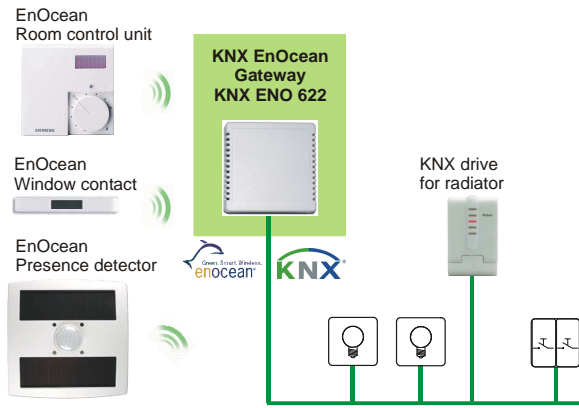 EnOcean
Room control unit
SIEMENS
EnOcean
Window contact
EnOcean
Presence detector
KNX EnOcean
Gateway
KNX ENO 622
Green. Smart. Wireless.
enocean®
KNX®
KNX drive
for radiator